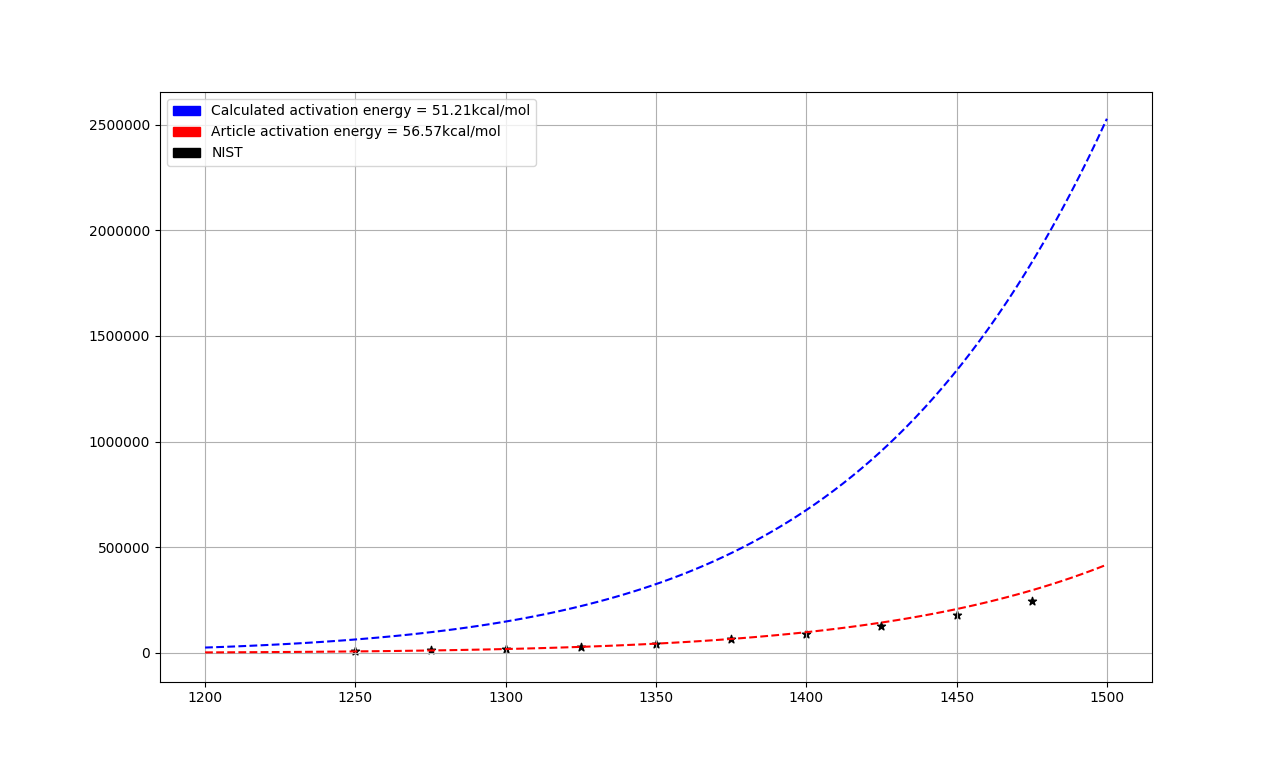 Calculated activation energy = 51.21kcal/mol
Article activation energy = 56.57kcal/mol
NIST
2500000
2000000
1500000
1000000
500000
0
1200 1250 1300 1350 1400 1450 1500